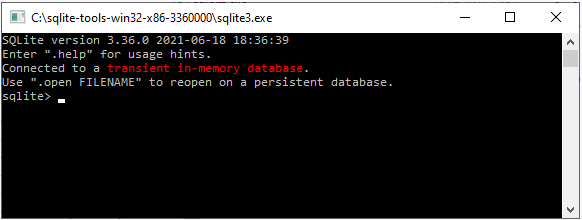 C:\sqlite-tools-win32-x86-3360000\sqlite3.exe
SQLite version 3.36.0 2021-06-18 18:36:39
Enter ".help" for usage hints.
Connected to a transient in-memory database.
Use ".open FILENAME" to reopen on a persistent database.
sqlite>